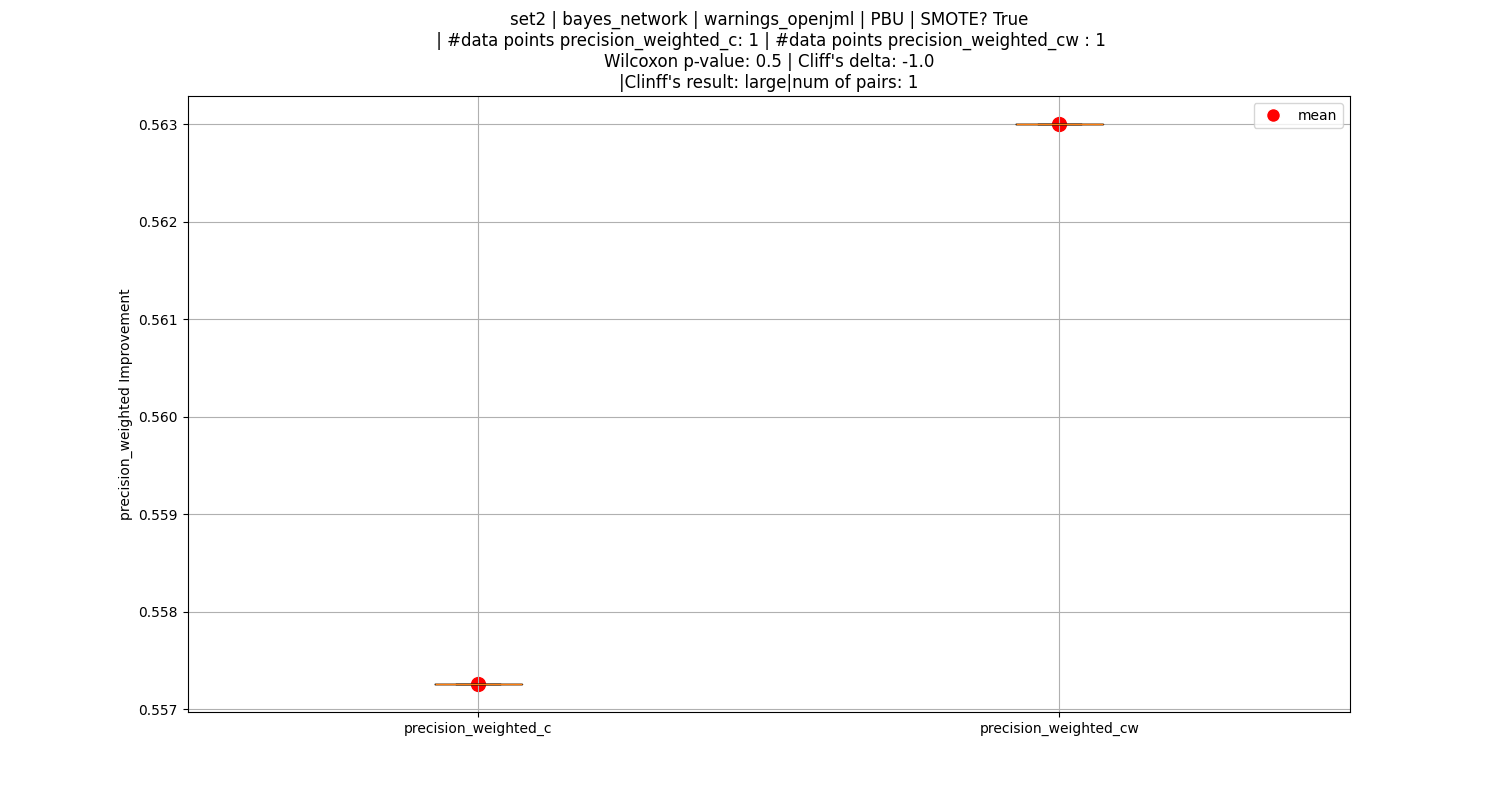 set2 | bayes_network | warnings_openjml | PBU | SMOTE? True
| #data points precision_weighted_c: 1 | #data points precision_weighted_cw : 1
Wilcoxon p-value: 0.5 | Cliff's delta: -1.0
|Clinff's result: large|num of pairs: 1
mean
0.563
0.562
0.561
0.560
0.559
0.558
0.557
precision_weighted Improvement
precision_weighted_c
precision_weighted_cw